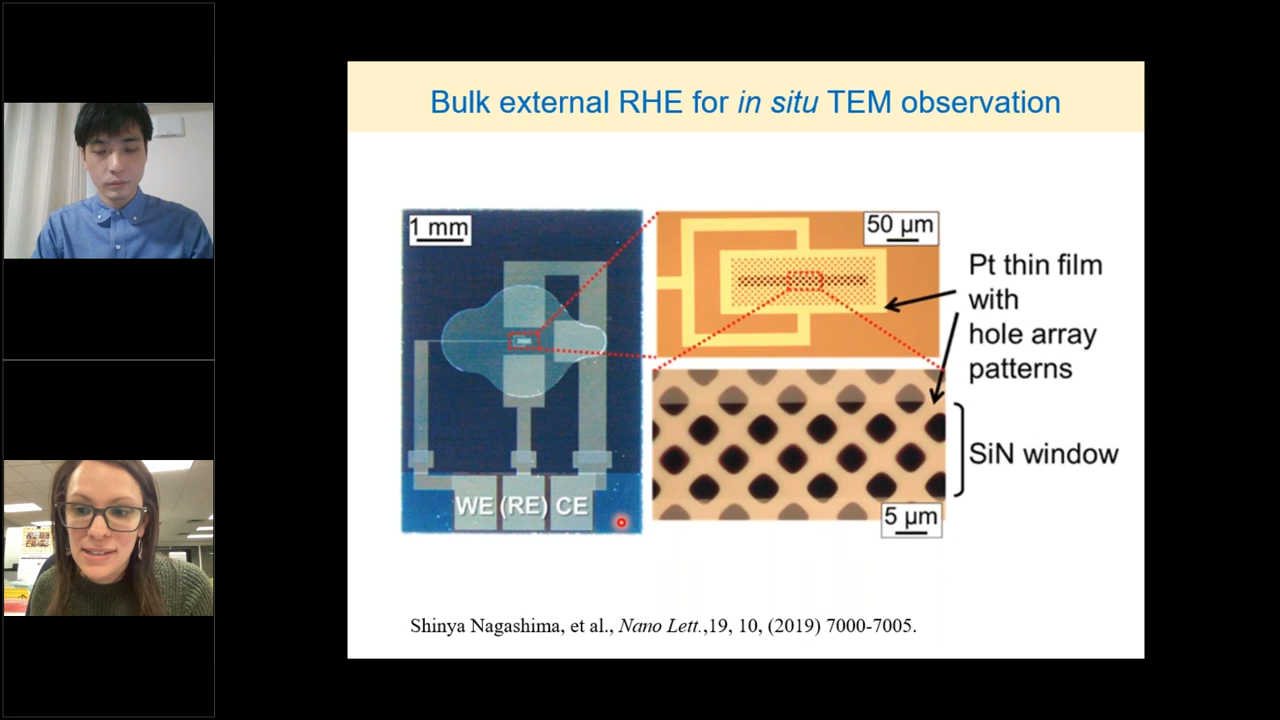 Bulk external RHE for in situ TEM observation
1 mm
50 µm
Pt thin film
with
hole array
patterns
SiN window
WE (RE) CE
5 µm
Shinya Nagashima, et al., Nano Lett.,19, 10, (2019) 7000-7005.